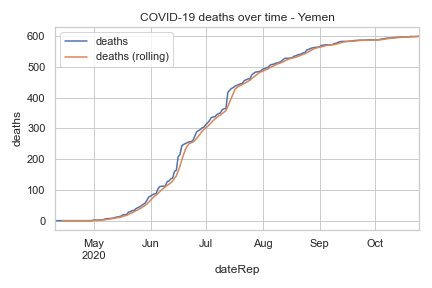 COVID-19 deaths over time - Yemen
deaths
deaths (rolling)
deaths
600
500
400
300
200
100
0
May Jun Jul Aug Sep Oct
2020
dateRep